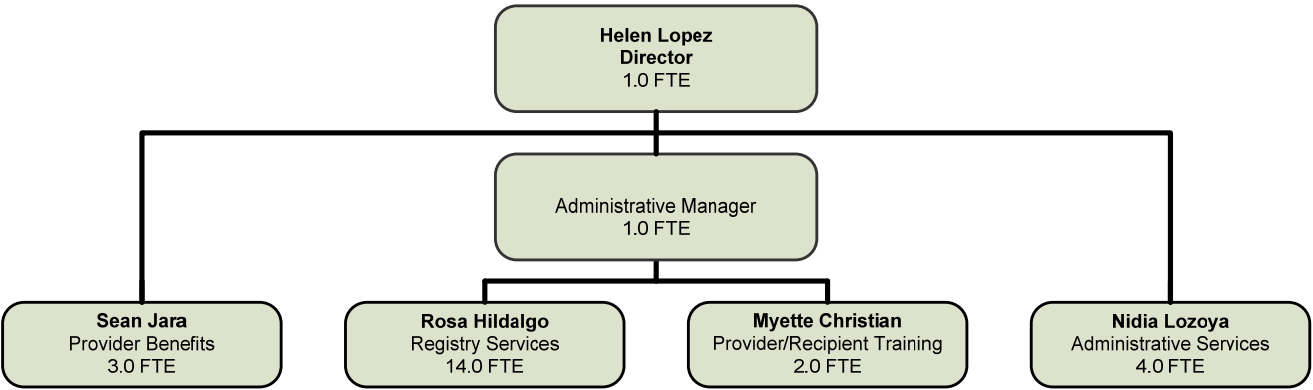 Helen Lopez
Director
1.0 FTE
Administrative Manager
1.0 FTE
Sean Jara
Provider Benefits
3.0 FTE
Rosa Hildalgo
Registry Services
14.0 FTE
Myette Christian
Provider/Recipient Training
2.0 FTE
Nidia Lozoya
Administrative Services
4.0 FTE